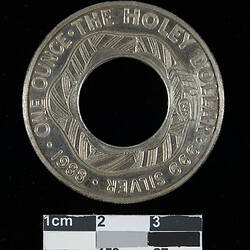 THE HOLEY DOLLAR · 999 SILVER · 1988 · ONE OUNCE ·
1cm 2 3